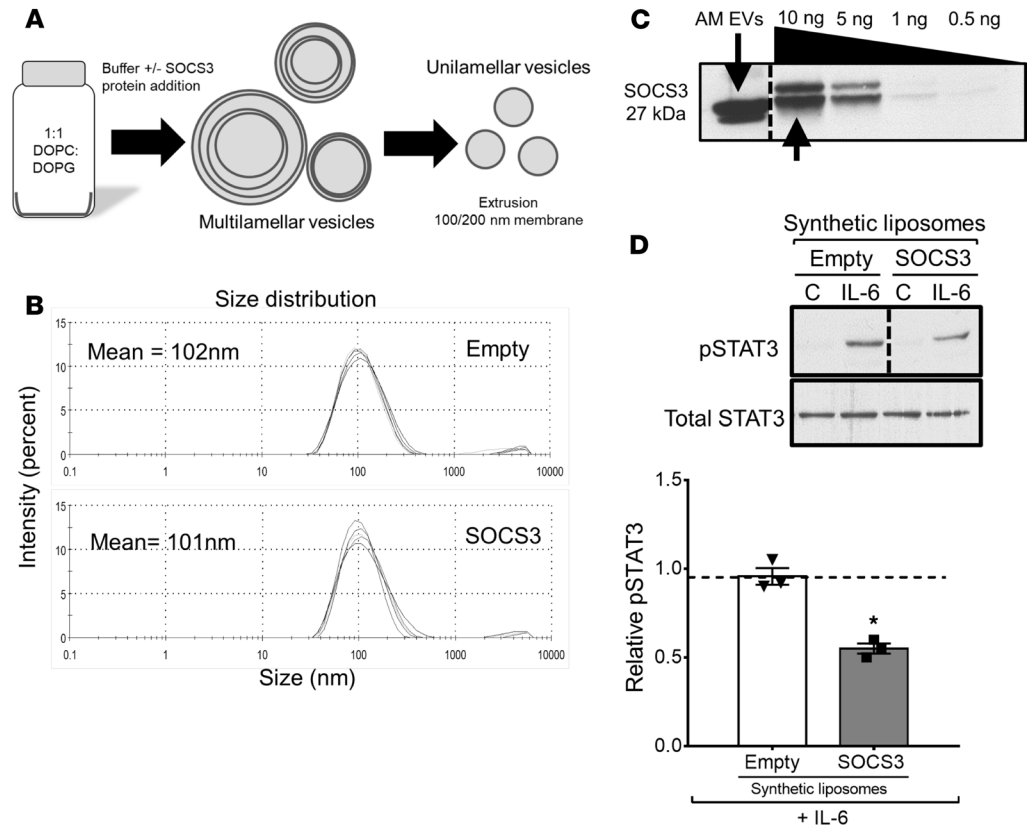 A
Buffer +/- SOCS3
protein addition
1:1
DOPC:
DOPG
Multilamellar vesicles
Unilamellar vesicles
Extrusion
100/200 nm membrane
B
Size distribution
Intensity (percent)
15
10
5
0
Mean = 102nm
Empty
0.1
1
10
100
1000
10000
15
10
5
0
Mean= 101nm
SOCS3
0.1
1
10
100
1000
10000
Size (nm)
C
AM EVs
10 ng
5 ng
1 ng
0.5 ng
SOCS3
27 kDa
D
Synthetic liposomes
Empty
SOCS3
C
IL-6
C
IL-6
pSTAT3
Total STAT3
Relative pSTAT3
1.5
1.0
0.5
0.0
*
Empty
SOCS3
Synthetic liposomes
+ IL-6